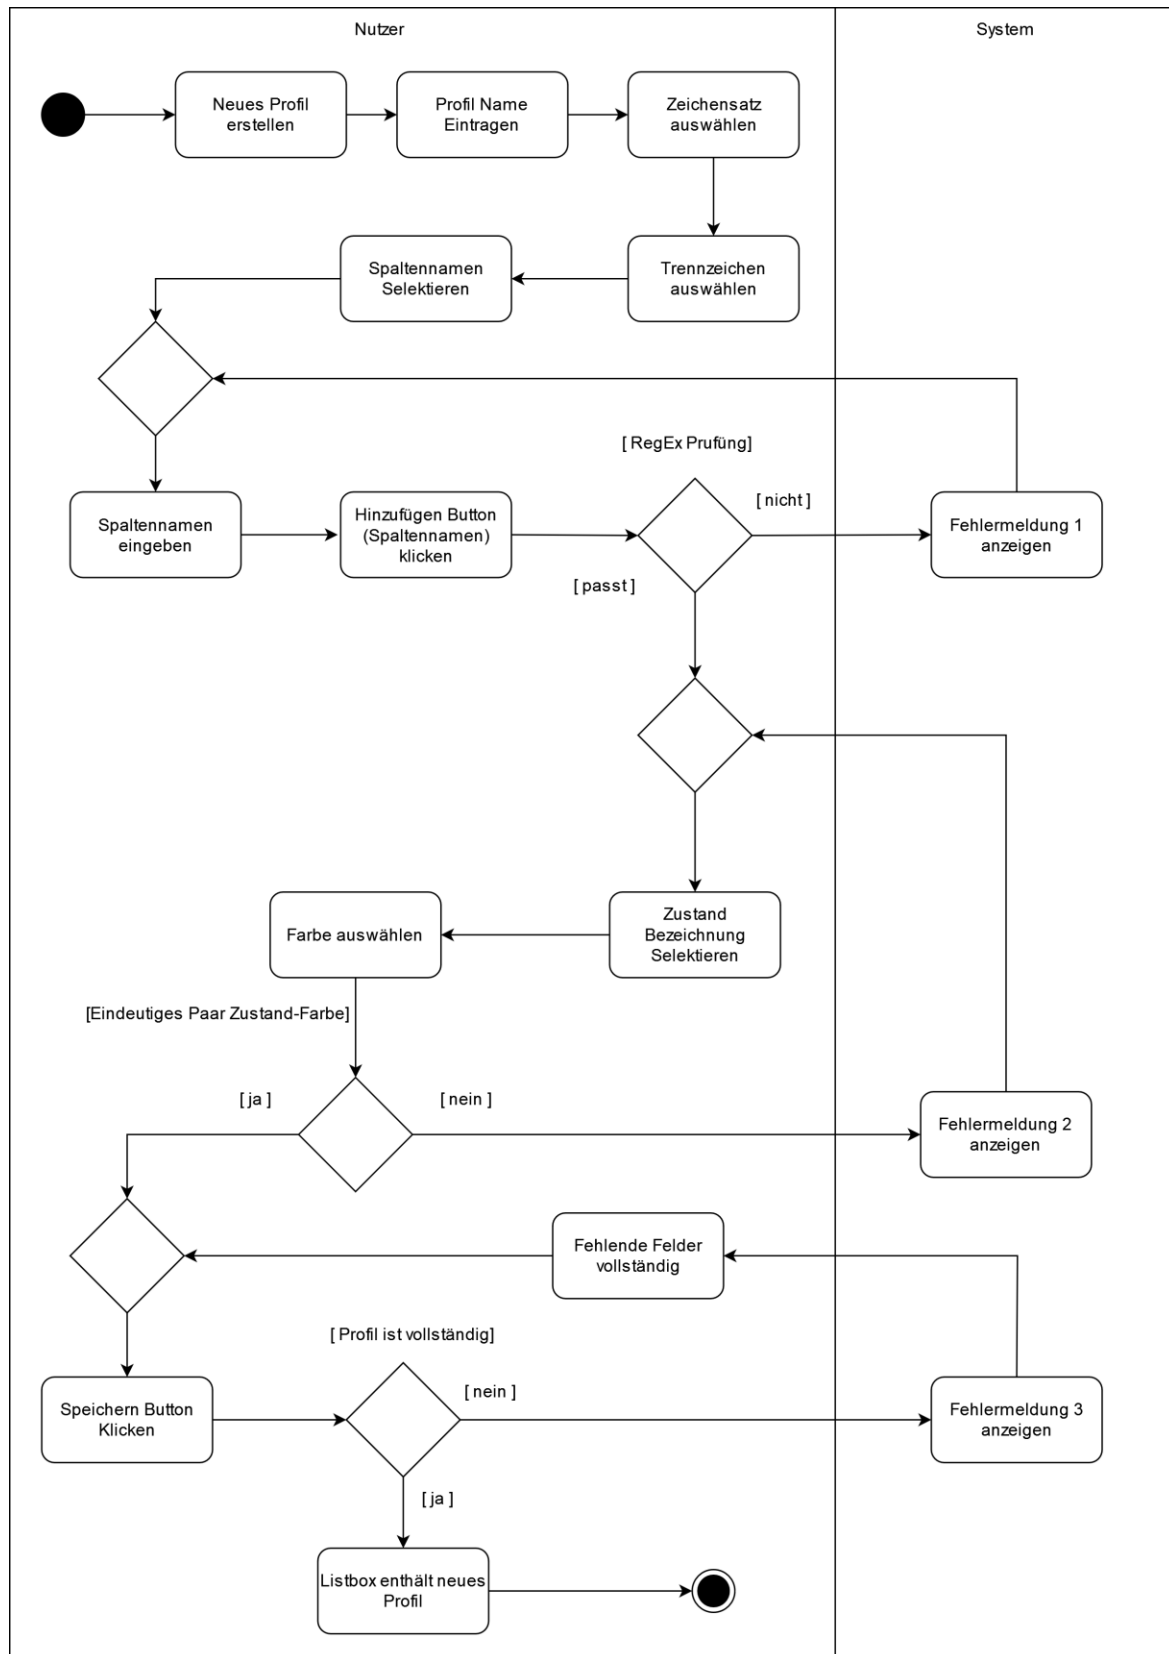 Nutzer
System
Neues Profil
erstellen
Profil Name
Eintragen
Zeichensatz
auswählen
Spaltennamen
Selektieren
Trennzeichen
auswählen
[ RegEx Prufüng]
Spaltennamen
eingeben
Hinzufügen Button
(Spaltennamen)
klicken
[ nicht ]
[ passt ]
Fehlermeldung 1
anzeigen
Farbe auswählen
Zustand
Bezeichnung
Selektieren
[Eindeutiges Paar Zustand-Farbe]
[ ja ]
[ nein ]
Fehlermeldung 2
anzeigen
Fehlende Felder
vollständig
[ Profil ist vollständig]
Speichern Button
Klicken
[ nein ]
Fehlermeldung 3
anzeigen
[ ja ]
Listbox enthält neues
Profil